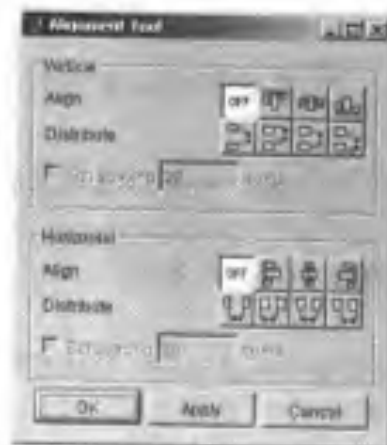 Alignment Tool
Vertical
Align OFF
Distribute
Horizontal
Align OFF
Distribute
OK Apply Cancel